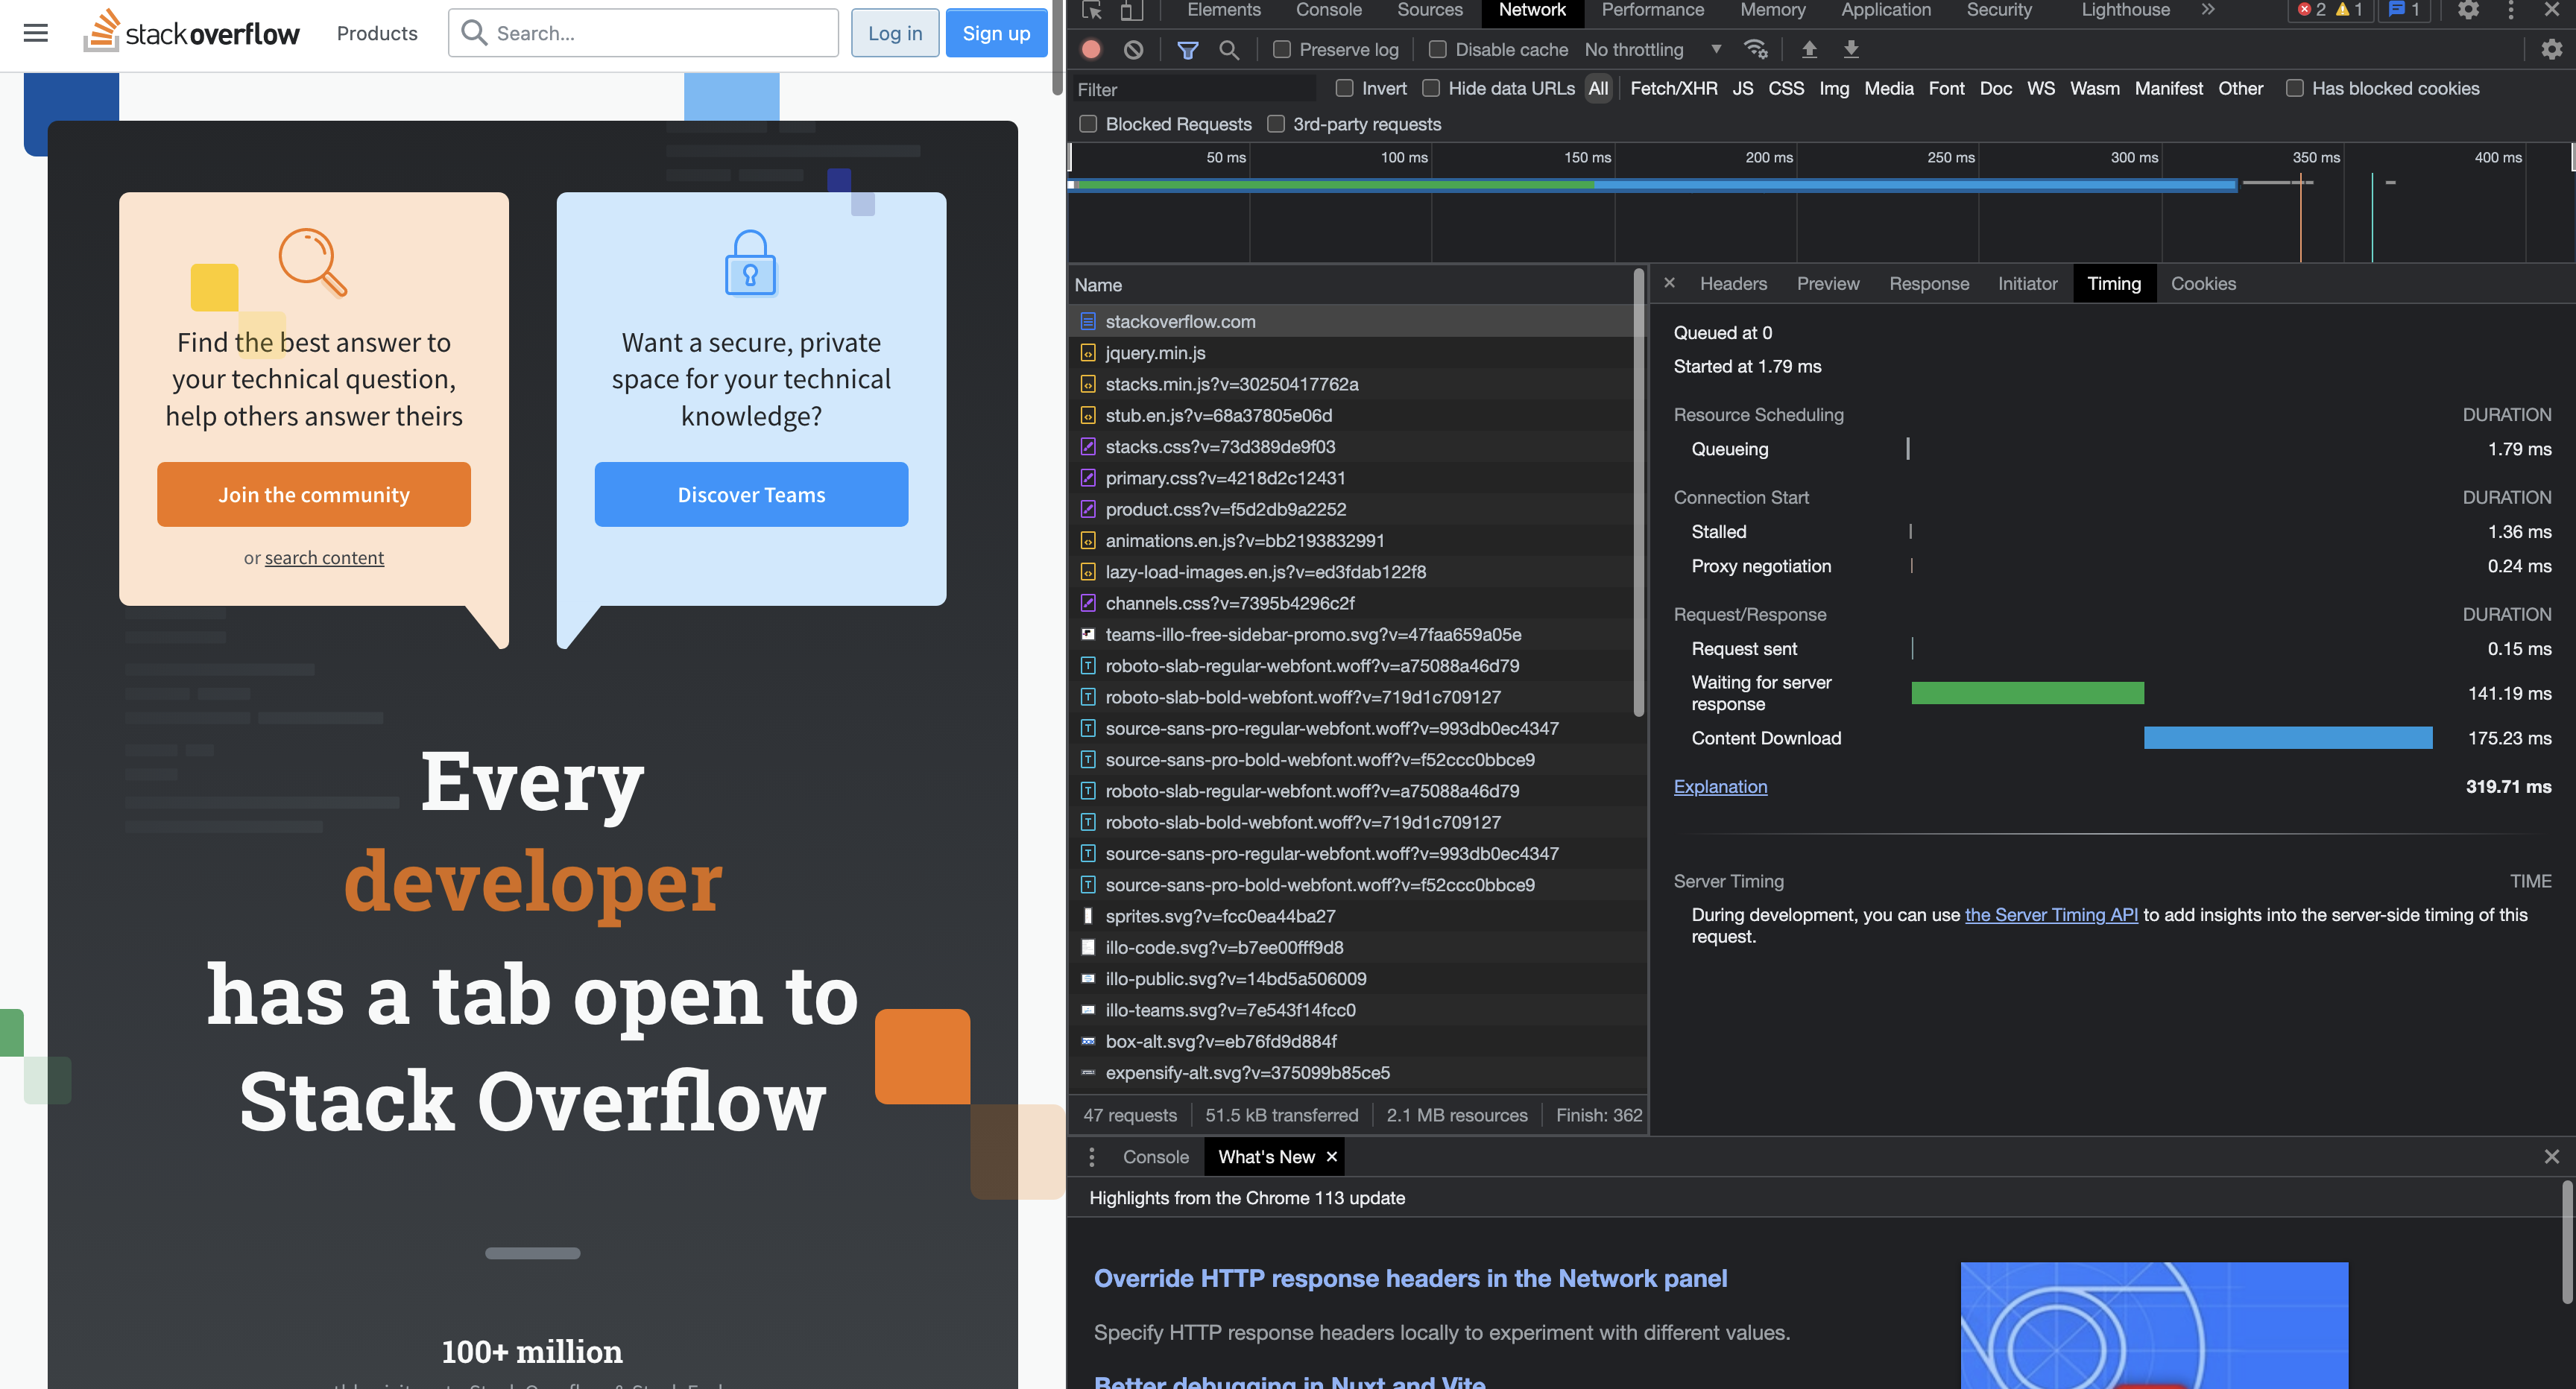 stack overflow
Products
Search...
Log in
Sign up
Find the best answer to
your technical question,
help others answer theirs
Join the community
or search content
Want a secure, private
space for your technical
knowledge?
Discover Teams
Every
developer
has a tab open to
Stack Overflow
100+ million
Elements Console Sources Network Performance Memory Application Security Lighthouse 2 1 1
Preserve log Disable cache No throttling
Filter Invert Hide data URLs All Fetch/XHR JS CSS Img Media Font Doc WS Wasm Manifest Other Has blocked cookies
Blocked Requests 3rd-party requests
50 ms 100 ms 150 ms 200 ms 250 ms 300 ms 350 ms 400 ms
Name
stackoverflow.com
jquery.min.js
stacks.min.js?v=30250417762a
stub.en.js?v=68a37805e06d
stacks.css?v=73d389de9f03
primary.css?v=4218d2c12431
product.css?v=f5d2db9a2252
animations.en.js?v=bb2193832991
lazy-load-images.en.js?v=ed3fdab122f8
channels.css?v=7395b4296c2f
teams-illo-free-sidebar-promo.svg?v=47faa659a05e
roboto-slab-regular-webfont.woff?v=a75088a46d79
roboto-slab-bold-webfont.woff?v=719d1c709127
source-sans-pro-regular-webfont.woff?v=993db0ec4347
source-sans-pro-bold-webfont.woff?v=f52ccc0bbce9
roboto-slab-regular-webfont.woff?v=a75088a46d79
roboto-slab-bold-webfont.woff?v=719d1c709127
source-sans-pro-regular-webfont.woff?v=993db0ec4347
source-sans-pro-bold-webfont.woff?v=f52ccc0bbce9
sprites.svg?v=fcc0ea44ba27
illo-code.svg?v=b7ee00fff9d8
illo-public.svg?v=14bd5a506009
illo-teams.svg?v=7e543f14fcc0
box-alt.svg?v=eb76fd9d884f
expensify-alt.svg?v=375099b85ce5
47 requests 51.5 kB transferred 2.1 MB resources Finish: 362
Headers Preview Response Initiator Timing Cookies
Queued at 0
Started at 1.79 ms
Resource Scheduling DURATION
Queueing 1.79 ms
Connection Start DURATION
Stalled 1.36 ms
Proxy negotiation 0.24 ms
Request/Response DURATION
Request sent 0.15 ms
Waiting for server
response 141.19 ms
Content Download 175.23 ms
Explanation 319.71 ms
Server Timing TIME
During development, you can use the Server Timing API to add insights into the server-side timing of this
request.
Console What's New
Highlights from the Chrome 113 update
Override HTTP response headers in the Network panel
Specify HTTP response headers locally to experiment with different values.
Better debugging in Nuxt and Vite